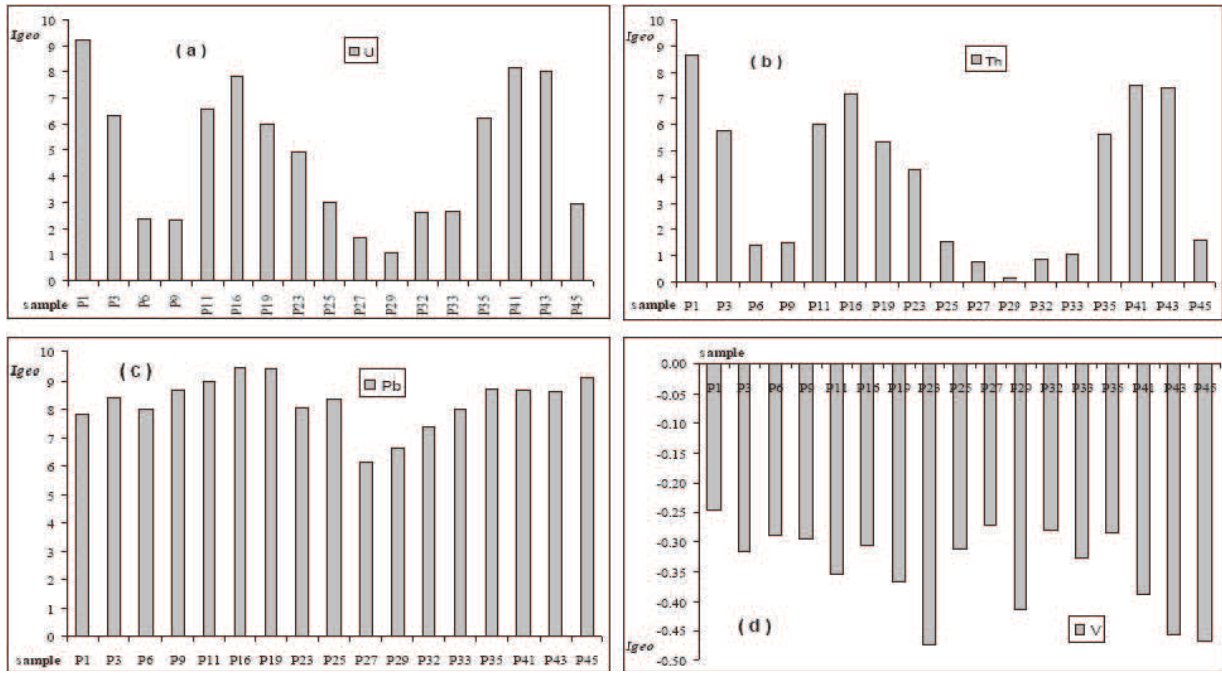 10
Igeo
9
8
7
6
5
4
3
2
1
0
( a )
U
sample P1 P3 P6 P9 P11 P16 P19 P23 P25 P27 P29 P32 P33 P35 P41 P43 P45
10
Igeo
9
8
7
6
5
4
3
2
1
0
( b )
Th
sample P1 P3 P6 P9 P11 P16 P19 P23 P25 P27 P29 P32 P33 P35 P41 P43 P45
10
Igeo
9
8
7
6
5
4
3
2
1
0
( C )
Pb
sample P1 P3 P6 P9 P11 P16 P19 P23 P25 P27 P29 P32 P33 P35 P41 P43 P45
sample
0.00
P1 P3 P6 P9 P11 P16 P19 P23 P25 P27 P29 P32 P33 P35 P41 P43 P45
-0.05
-0.10
-0.15
-0.20
-0.25
-0.30
-0.35
-0.40
-0.45
Igeo
-0.50
( d )
V